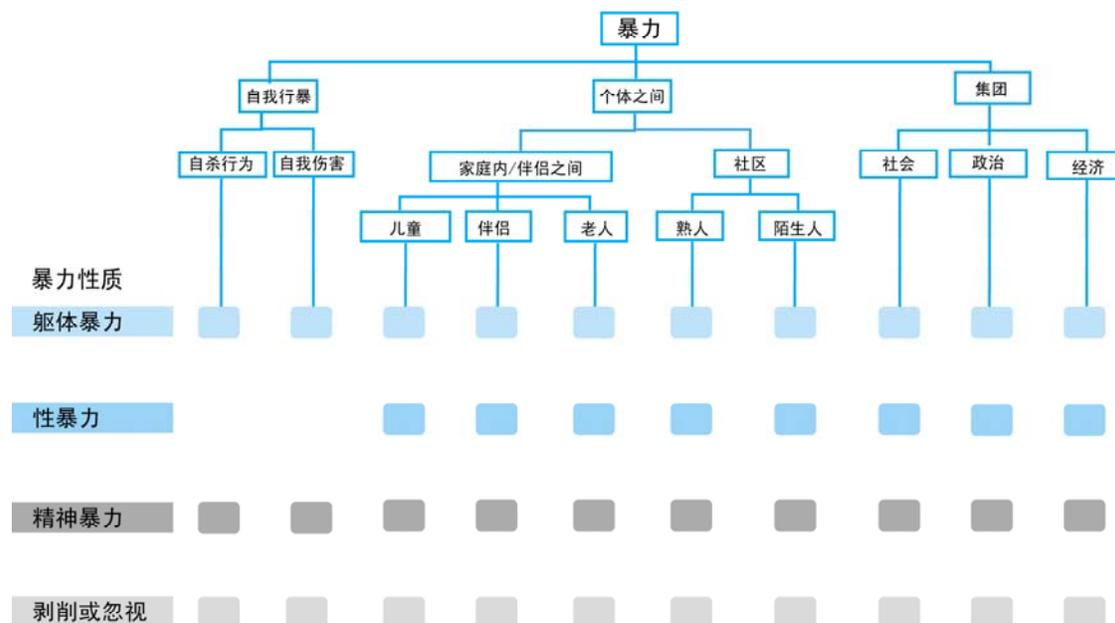 暴力
自我行暴
个体之间
集团
自杀行为
自我伤害
家庭内/伴侣之间
社区
社会
政治
经济
儿童
伴侣
老人
熟人
陌生人
暴力性质
躯体暴力
性暴力
精神暴力
剥削或忽视